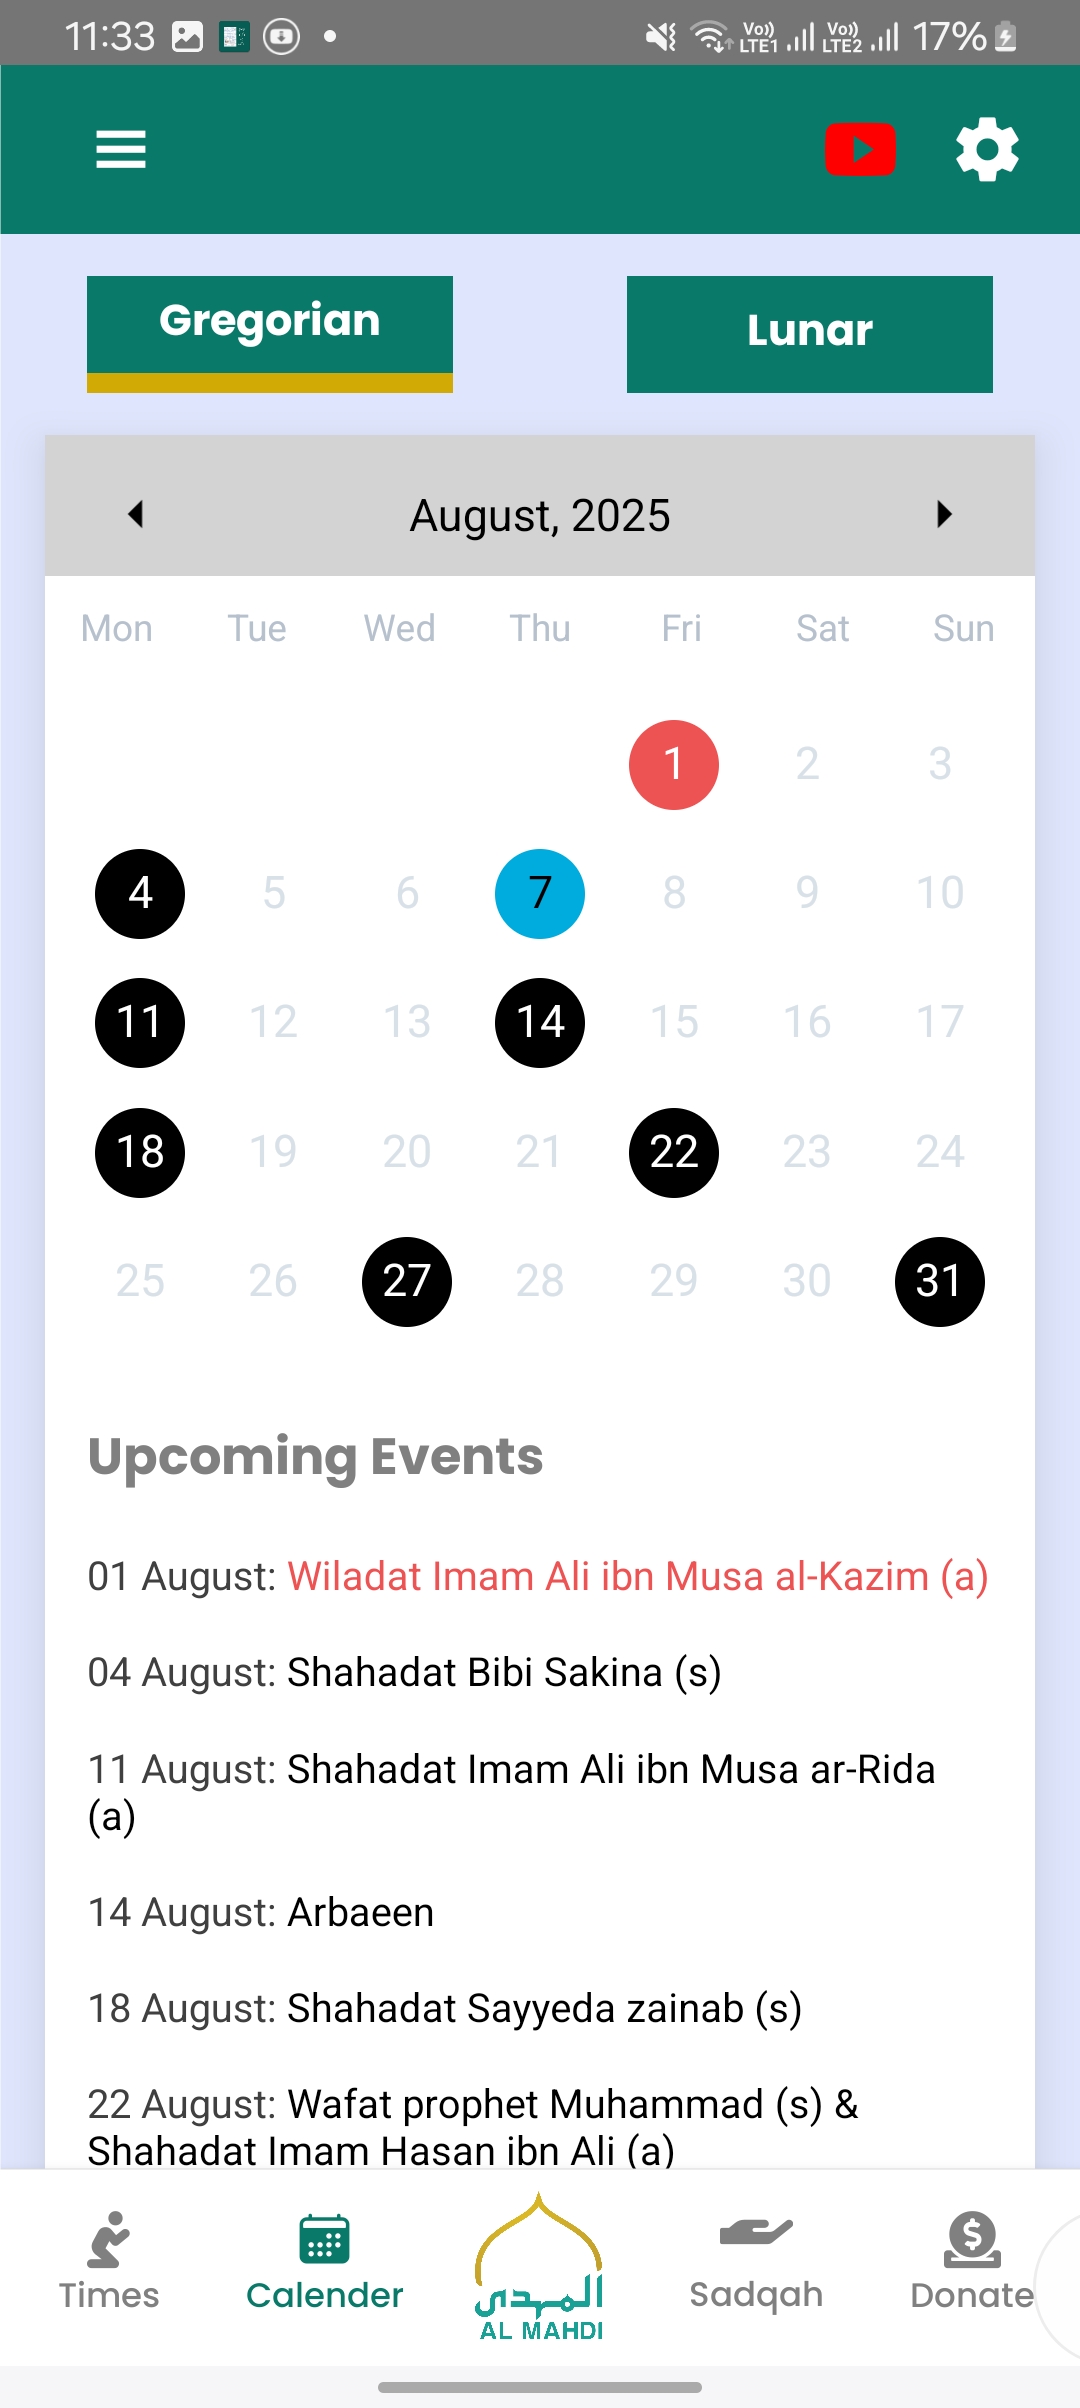 11:33
Vo)) LTE1 Vo)) LTE2 17%
Gregorian Lunar
August, 2025
Mon Tue Wed Thu Fri Sat Sun
1 2 3
4 5 6 7 8 9 10
11 12 13 14 15 16 17
18 19 20 21 22 23 24
25 26 27 28 29 30 31
Upcoming Events
01 August: Wiladat Imam Ali ibn Musa al-Kazim (a)
04 August: Shahadat Bibi Sakina (s)
11 August: Shahadat Imam Ali ibn Musa ar-Rida
(a)
14 August: Arbaeen
18 August: Shahadat Sayyeda zainab (s)
22 August: Wafat prophet Muhammad (s) &
Shahadat Imam Hasan ibn Ali (a)
Times Calender Sadqah Donate
المهدي
AL MAHDI